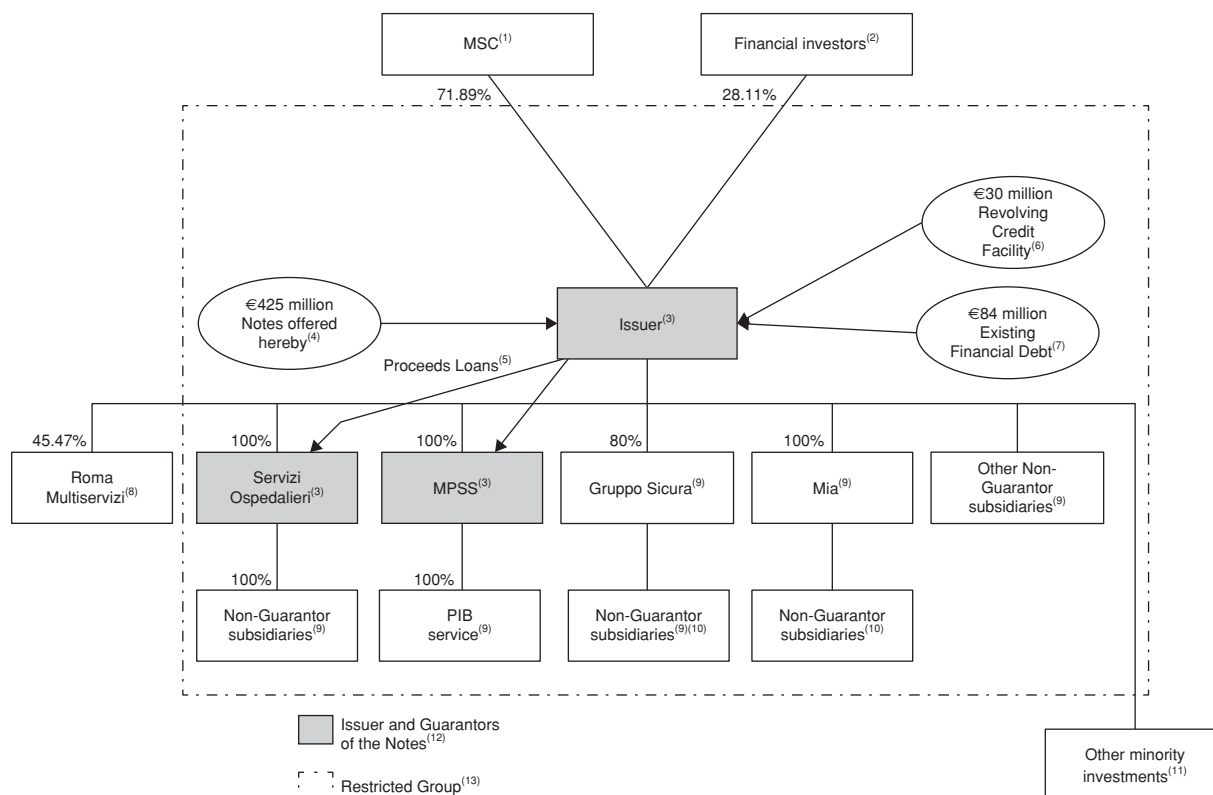 MSC(1)
Financial investors(2)
71.89%
28.11%
€30 million
Revolving
Credit
Facility(6)
€425 million
Notes offered
hereby(4)
Issuer(3)
€84 million
Existing
Financial Debt(7)
Proceeds Loans(5)
45.47%
100%
100%
80%
100%
Roma
Multiservizi(8)
Servizi
Ospedalieri(3)
MPSS(3)
Gruppo Sicura(9)
Mia(9)
Other Non-
Guarantor
subsidiaries(9)
100%
100%
Non-Guarantor
subsidiaries(9)
PIB
service(9)
Non-Guarantor
subsidiaries(9)(10)
Non-Guarantor
subsidiaries(10)
Issuer and Guarantors
of the Notes(12)
Restricted Group(13)
Other minority
investments(11)